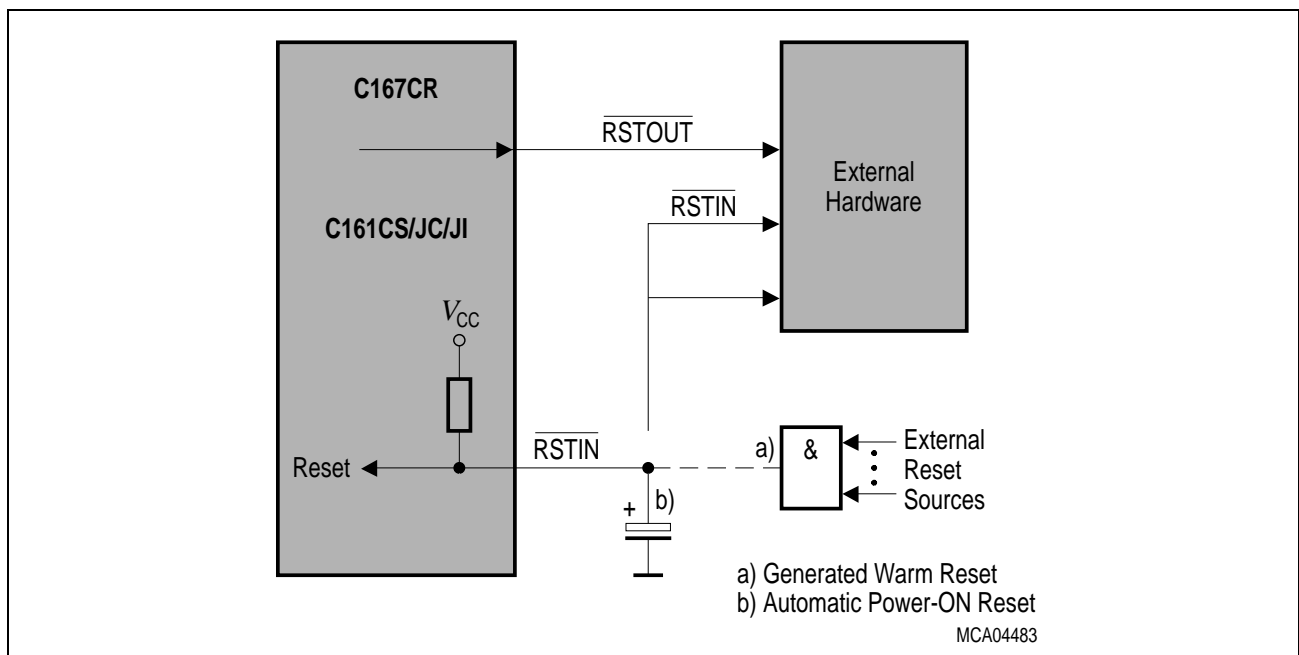 C167CR
RSTOUT
External
Hardware
RSTIN
C161CS/JC/JI
VCC
Reset
RSTIN
a)
&
External
Reset
Sources
+
b)
a) Generated Warm Reset
b) Automatic Power-ON Reset
MCA04483